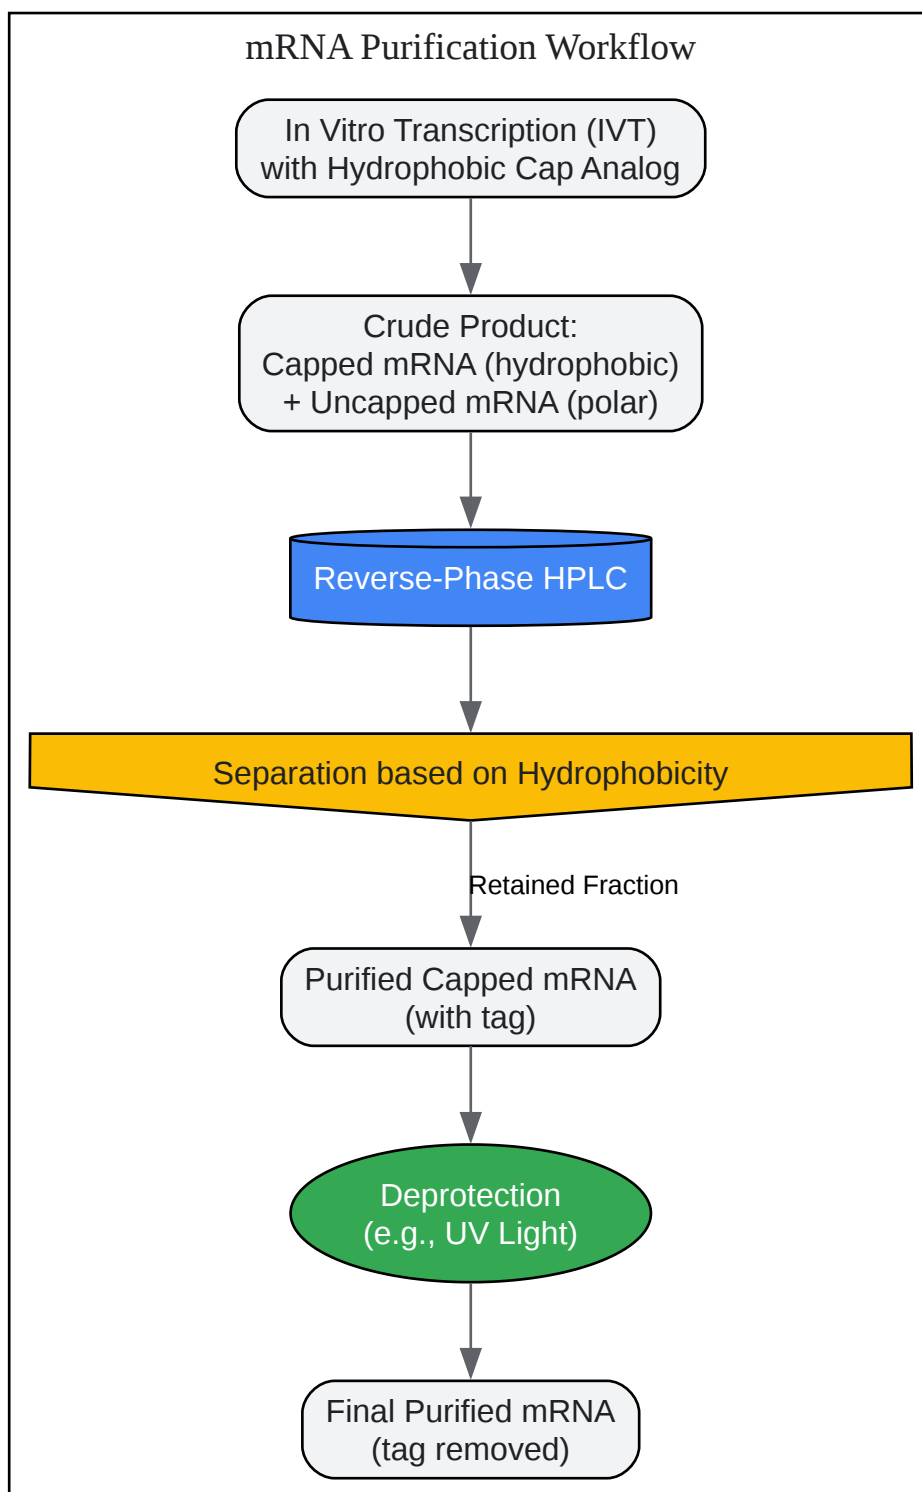 mRNA Purification Workflow
In Vitro Transcription (IVT)
with Hydrophobic Cap Analog
Crude Product:
Capped mRNA (hydrophobic)
+ Uncapped mRNA (polar)
Reverse-Phase HPLC
Separation based on Hydrophobicity
Retained Fraction
Purified Capped mRNA
(with tag)
Deprotection
(e.g., UV Light)
Final Purified mRNA
(tag removed)